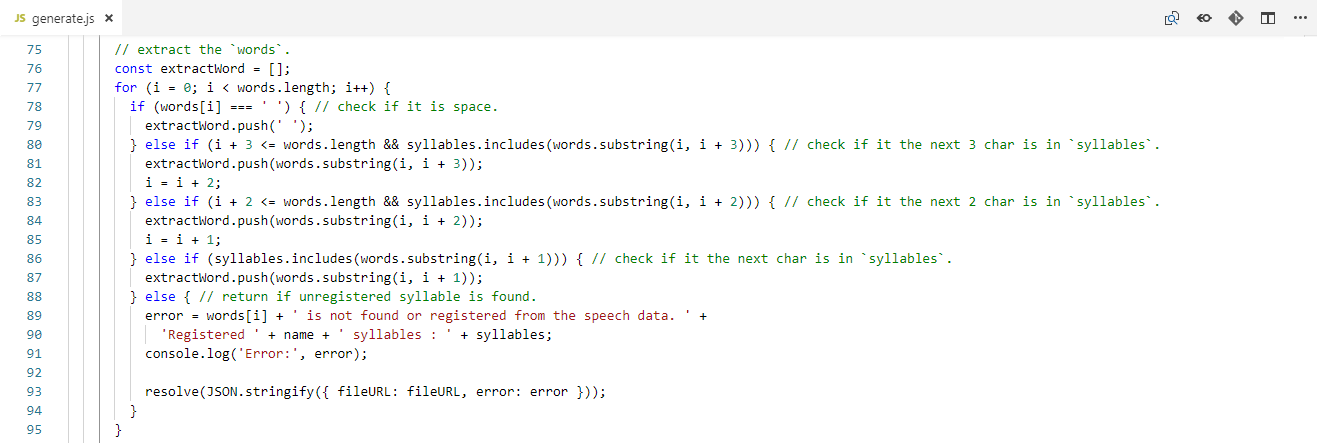 JS generate.js ×
75 // extract the `words`.
76 const extractWord = [];
77 for (i = 0; i < words.length; i++) {
78 if (words[i] === ' ') { // check if it is space.
79 extractWord.push(' ');
80 } else if (i + 3 <= words.length && syllables.includes(words.substring(i, i + 3))) { // check if it the next 3 char is in `syllables`.
81 extractWord.push(words.substring(i, i + 3));
82 i = i + 2;
83 } else if (i + 2 <= words.length && syllables.includes(words.substring(i, i + 2))) { // check if it the next 2 char is in `syllables`.
84 extractWord.push(words.substring(i, i + 2));
85 i = i + 1;
86 } else if (syllables.includes(words.substring(i, i + 1))) { // check if it the next char is in `syllables`.
87 extractWord.push(words.substring(i, i + 1));
88 } else { // return if unregistered syllable is found.
89 error = words[i] + ' is not found or registered from the speech data. ' +
90 'Registered ' + name + ' syllables : ' + syllables;
91 console.log('Error:', error);
92
93 resolve(JSON.stringify({ fileURL: fileURL, error: error }));
94 }
95 }